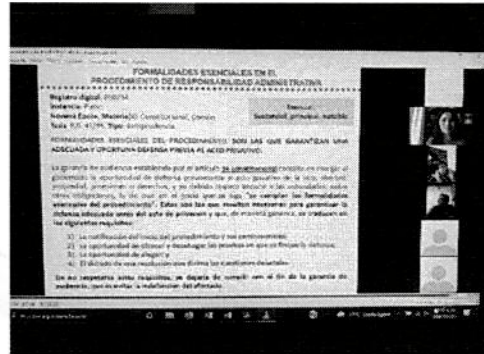 FORMALIDADES ESENCIALES EN EL
PROCEDIMIENTO DE RESPONSABILIDAD ADMINISTRATIVA
Registro digital: 200234
Instancia: Pleno
Novena Época, Materia(s): Constitucional, Común
Tesis: P./J. 47/95, Tipo: Jurisprudencia
Sustancial, principal, notable
FORMALIDADES ESENCIALES DEL PROCEDIMIENTO. SON LAS QUE GARANTIZAN UNA
ADECUADA Y OPORTUNA DEFENSA PREVIA AL ACTO PRIVATIVO.
La garantía de audiencia establecida por el artículo 14 constitucional consiste en otorgar al
gobernado la oportunidad de defensa previamente al acto privativo de la vida, libertad,
propiedad, posesiones o derechos, y su debido respeto impone a las autoridades, entre
otras obligaciones, la de que en el juicio que se siga "se cumplan las formalidades
esenciales del procedimiento". Estas son las que resultan necesarias para garantizar la
defensa adecuada antes del acto de privación y que, de manera genérica, se traducen en
los siguientes requisitos:
1) La notificación del inicio del procedimiento y sus consecuencias;
2) La oportunidad de ofrecer y desahogar las pruebas en que se finque la defensa;
3) La oportunidad de alegar; y
4) El dictado de una resolución que dirima las cuestiones debatidas.
De no respetarse estos requisitos, se dejaría de cumplir con el fin de la garantía de
audiencia, que es evitar la indefensión del afectado.